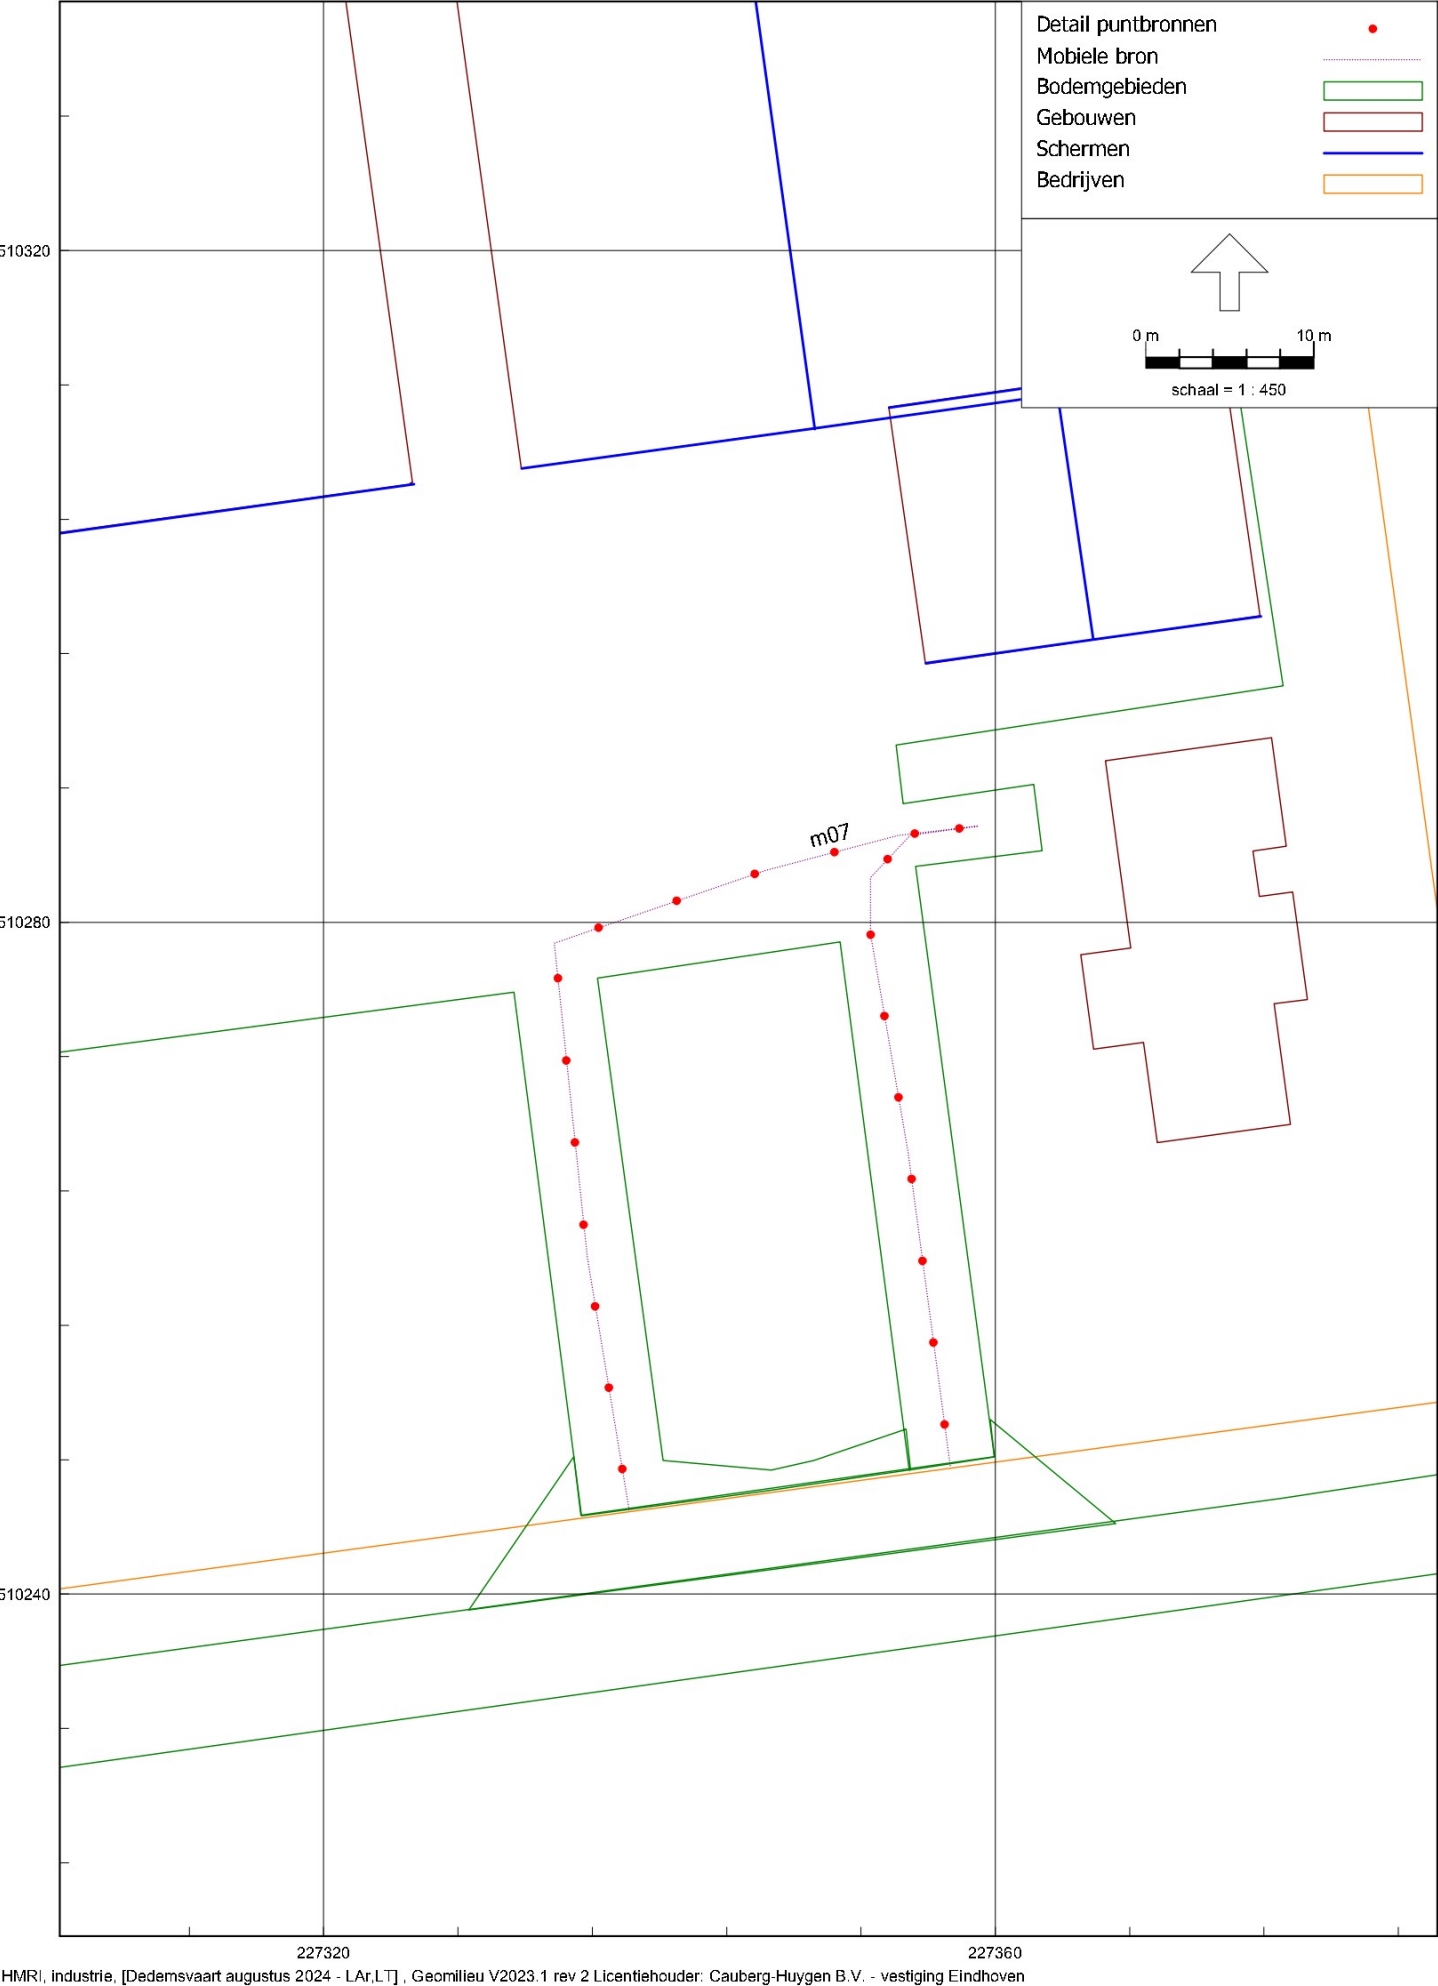 Detail puntbronnen
Mobiele bron
Bodemgebieden
Gebouwen
Schermen
Bedrijven
510320
0 m 10 m
schaal = 1 : 450
m07
510280
510240
227320 227360
HMRI, industrie, [Dedemsvaart augustus 2024 - LAr,LT] , Geomilieu V2023.1 rev 2 Licentiehouder: Cauberg-Huygen B.V. - vestiging Eindhoven